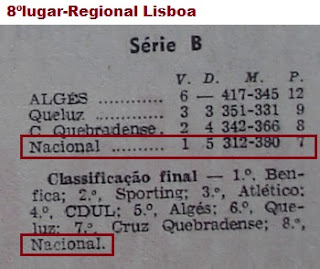 8ºlugar-Regional Lisboa
Série B
V. D. M. P.
ALGÉS ............ 6 — 417-345 12
Queluz ............ 3 3 351-331 9
C. Quebradense. 2 4 342-366 8
Nacional .......... 1 5 312-380 7
Classificação final — 1.º, Ben-
fica; 2.º, Sporting; 3.º, Atlético;
4.º, CDUL; 5.º, Algés; 6.º, Que-
luz; 7.º, Cruz Quebradense; 8.º,
Nacional.